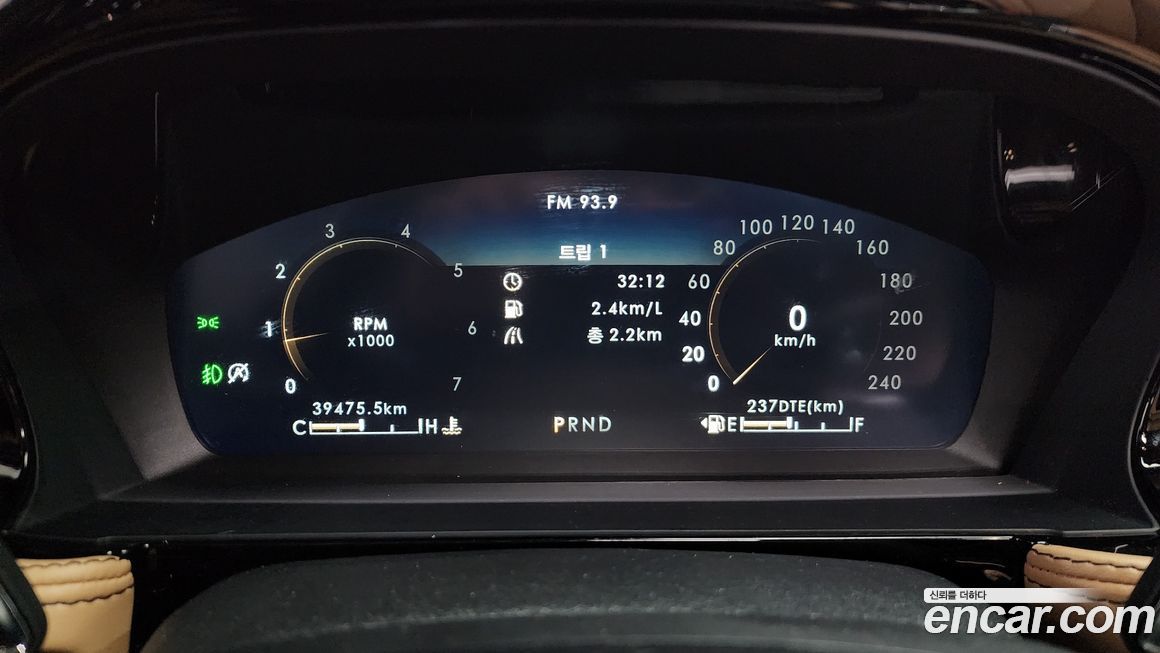 FM 93.9
트립 1
32:12
2.4km/L
총 2.2km
0
1
2
3
4
5
6
7
RPM
x1000
39475.5km
C H
PRND
0
20
40
60
80
100
120
140
160
180
200
220
240
0
km/h
237DTE(km)
E F
신뢰를 더하다
encar.com